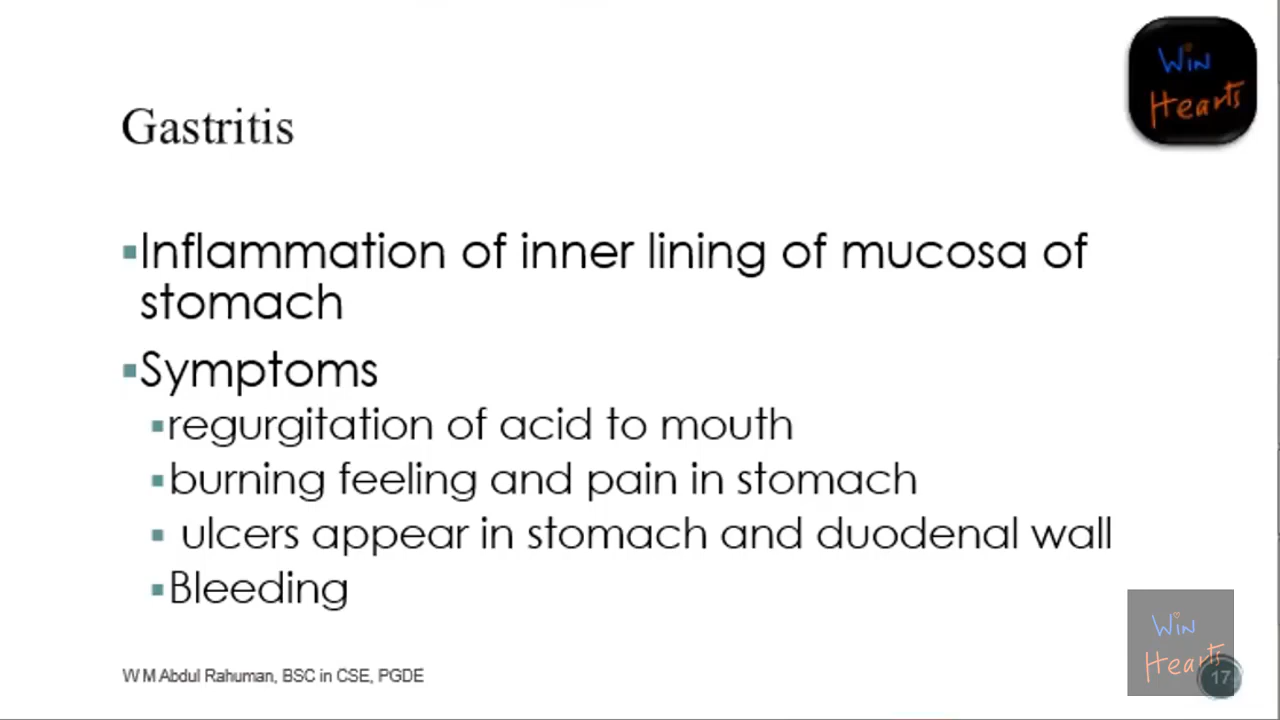 Win
Hearts
Gastritis
▪Inflammation of inner lining of mucosa of
stomach
▪Symptoms
▪regurgitation of acid to mouth
▪burning feeling and pain in stomach
▪ ulcers appear in stomach and duodenal wall
▪Bleeding
Win
Hearts
17
W M Abdul Rahuman, BSC in CSE, PGDE